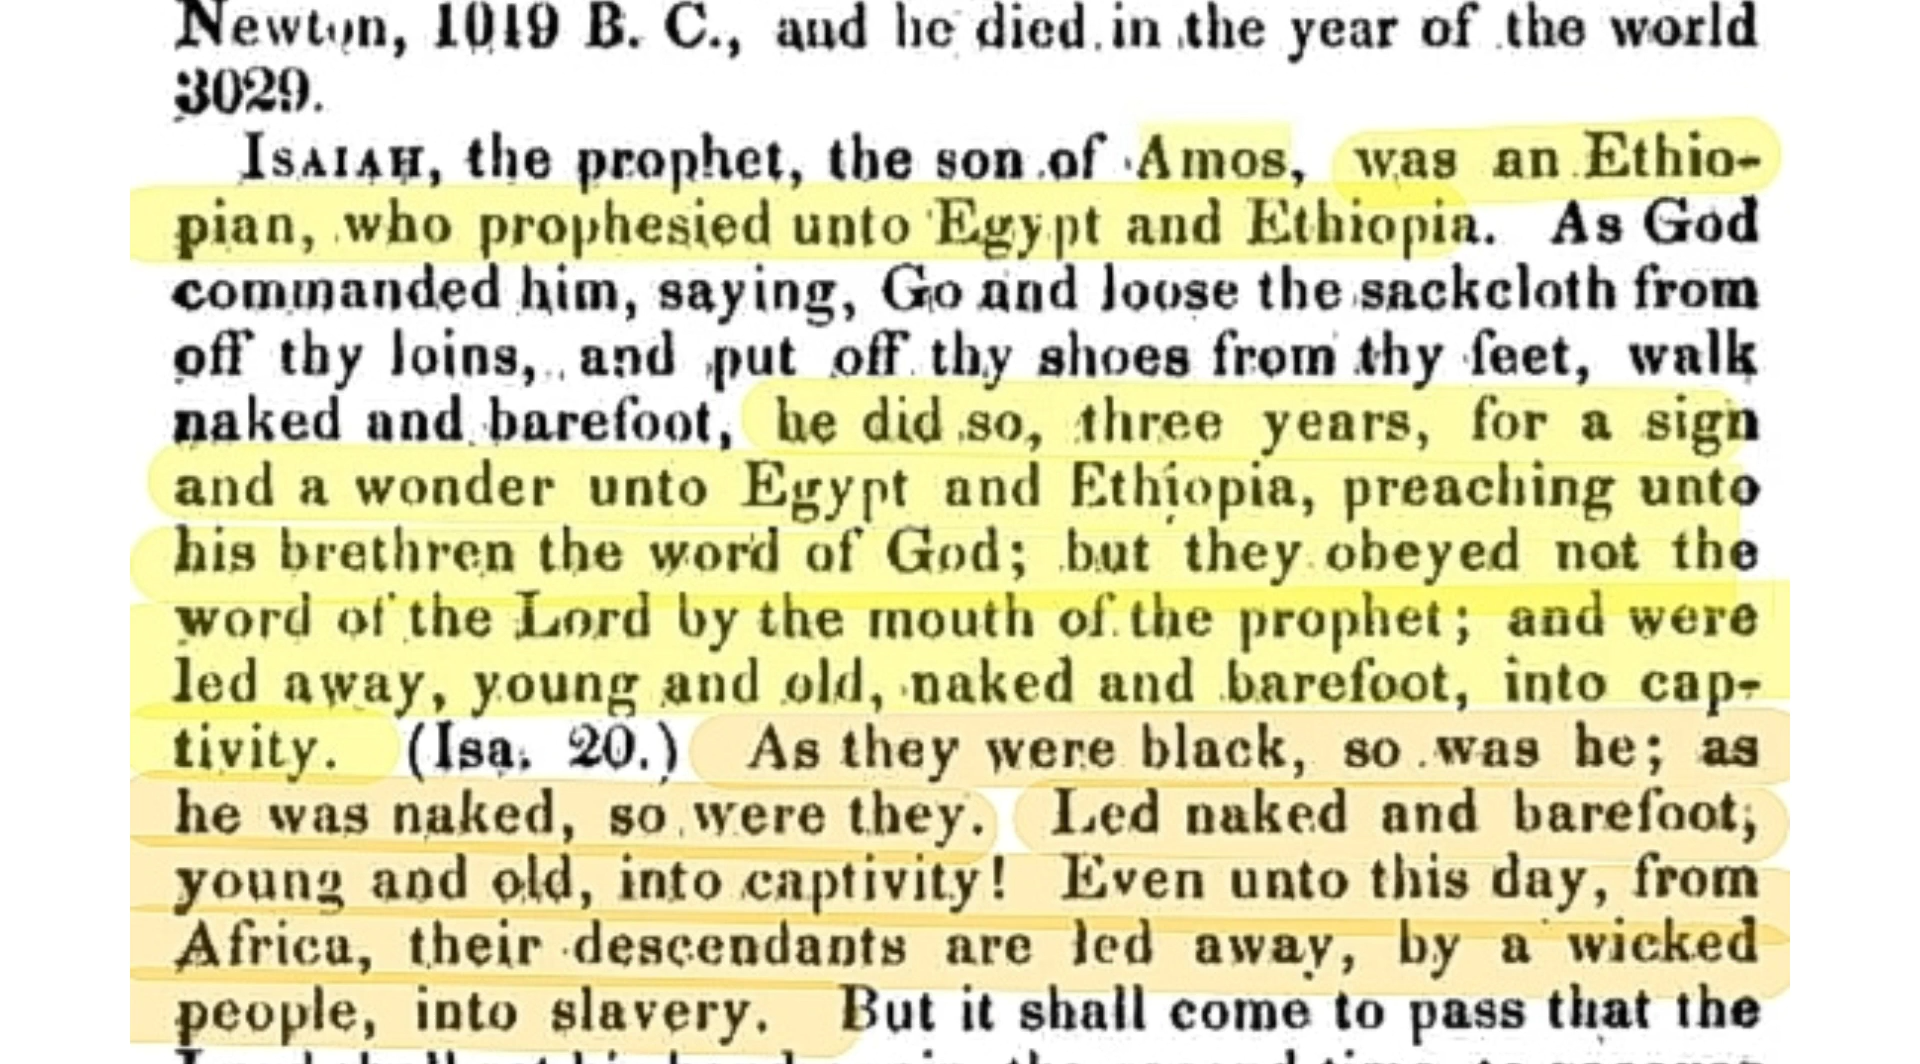 Newton, 1019 B. C., and he died in the year of the world
3029.
ISAIAH, the prophet, the son of Amos, was an Ethio-
pian, who prophesied unto Egypt and Ethiopia. As God
commanded him, saying, Go and loose the sackcloth from
off thy loins, and put off thy shoes from thy feet, walk
naked and barefoot, he did so, three years, for a sign
and a wonder unto Egypt and Ethiopia, preaching unto
his brethren the word of God; but they obeyed not the
word of the Lord by the mouth of the prophet; and were
led away, young and old, naked and barefoot, into cap-
tivity. (Isa. 20.) As they were black, so was he; as
he was naked, so were they. Led naked and barefoot,
young and old, into captivity! Even unto this day, from
Africa, their descendants are led away, by a wicked
people, into slavery. But it shall come to pass that the